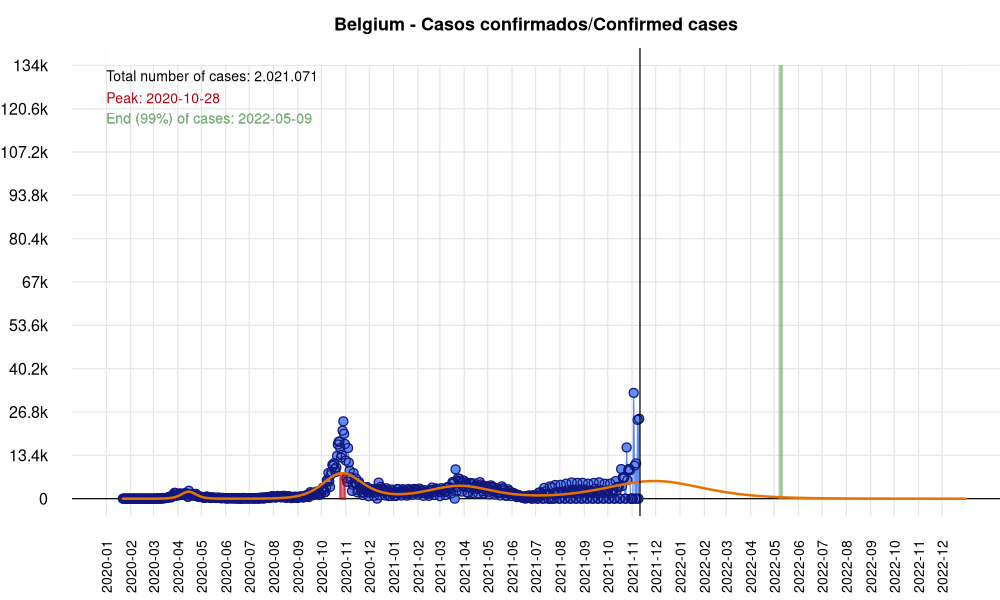 Belgium - Casos confirmados/Confirmed cases
134k
Total number of cases: 2.021.071
Peak: 2020-10-28
120.6k
End (99%) of cases: 2022-05-09
107.2k
93.8k
80.4k
67k
53.6k
40.2k
26.8k
13.4k
0
2020-01
2020-02
2020-03
2020-04
2020-05
2020-06
2020-07
2020-08
2020-09
2020-10
2020-11
2020-12
2021-01
2021-02
2021-03
2021-04
2021-05
2021-06
2021-07
2021-08
2021-09
2021-10
2021-11
2021-12
2022-01
2022-02
2022-03
2022-04
2022-05
2022-06
2022-07
2022-08
2022-09
2022-10
2022-11
2022-12